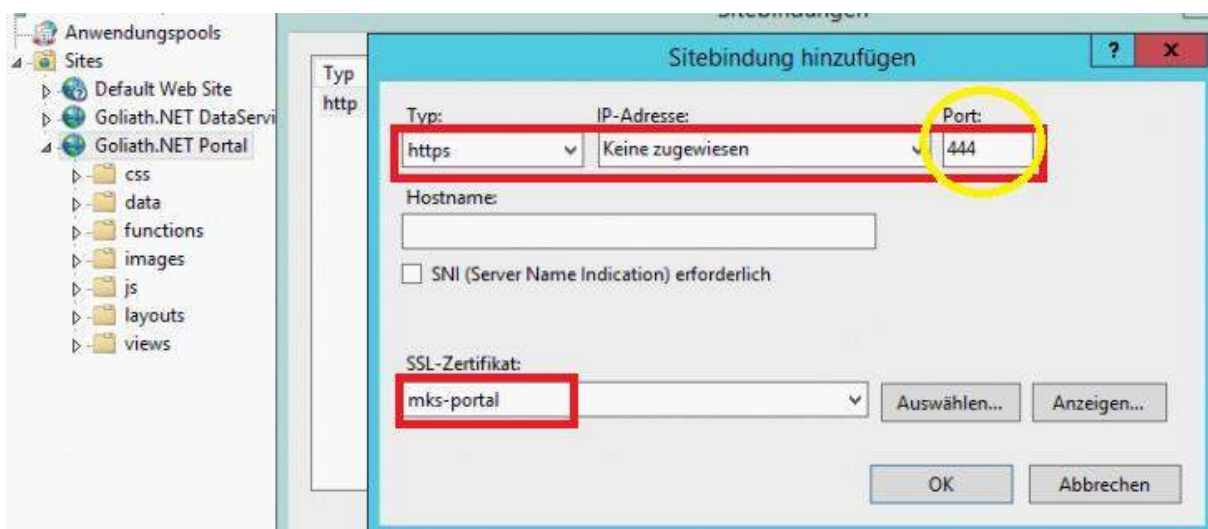 Anwendungspools
Sites
Default Web Site
Goliath.NET DataServi
Goliath.NET Portal
css
data
functions
images
js
layouts
views
Sitebindungen
Typ
http
Sitebindung hinzufügen
? x
Typ: IP-Adresse: Port:
https Keine zugewiesen 444
Hostname:
SNI (Server Name Indication) erforderlich
SSL-Zertifikat:
mks-portal Auswählen... Anzeigen...
OK Abbrechen